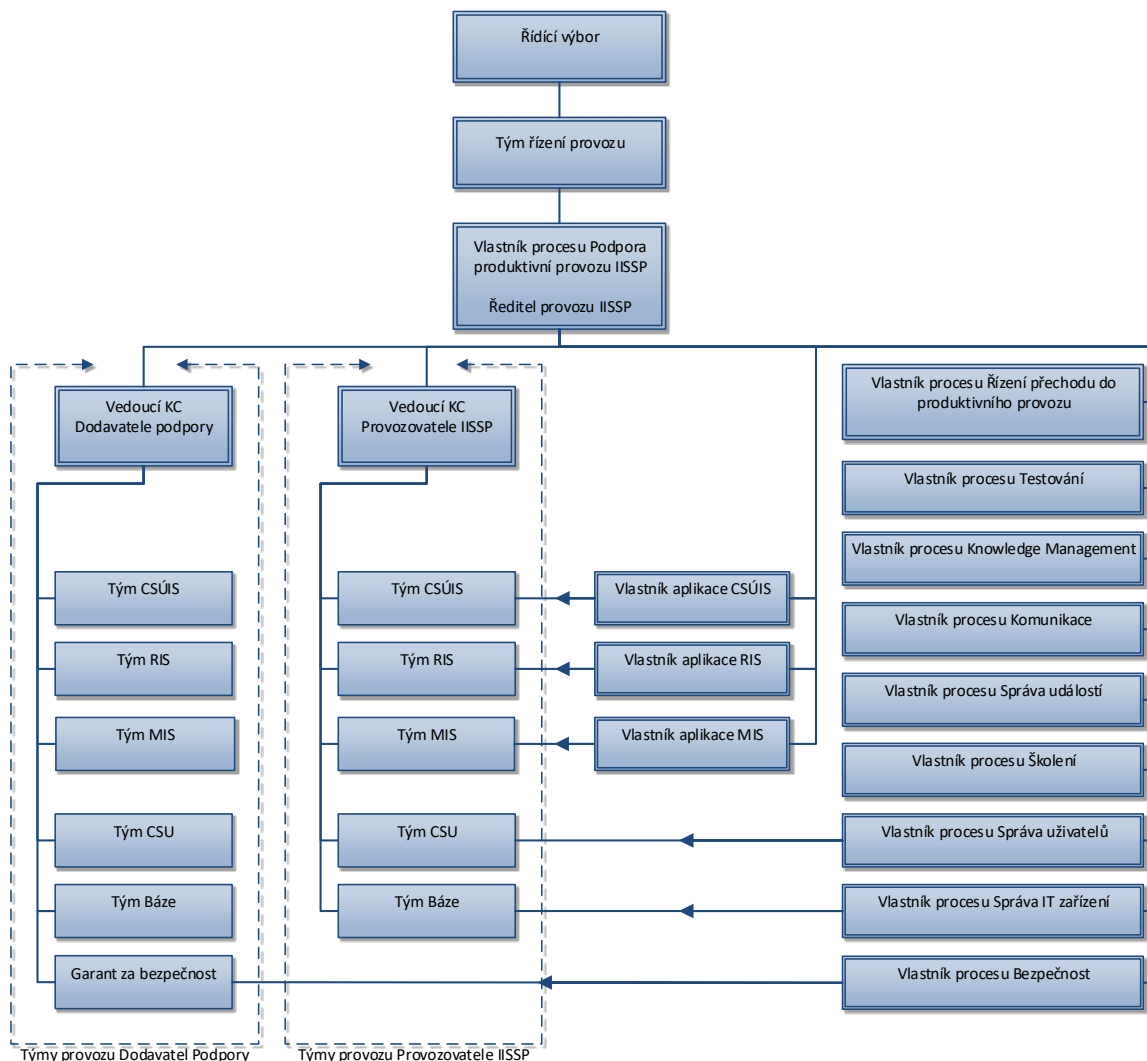 Řídící výbor
Tým řízení provozu
Vlastník procesu Podpora
produktivní provozu IISSP
Ředitel provozu IISSP
Vedoucí KC
Dodavatele podpory
Vedoucí KC
Provozovatele IISSP
Vlastník procesu Řízení přechodu do
produktivního provozu
Vlastník procesu Testování
Vlastník procesu Knowledge Management
Tým CSÚIS
Tým CSÚIS
Vlastník aplikace CSÚIS
Vlastník procesu Komunikace
Tým RIS
Tým RIS
Vlastník aplikace RIS
Vlastník procesu Správa událostí
Tým MIS
Tým MIS
Vlastník aplikace MIS
Vlastník procesu Školení
Tým CSU
Tým CSU
Vlastník procesu Správa uživatelů
Tým Báze
Tým Báze
Vlastník procesu Správa IT zařízení
Garant za bezpečnost
Vlastník procesu Bezpečnost
Týmy provozu Dodavatel Podpory
Týmy provozu Provozovatele IISSP